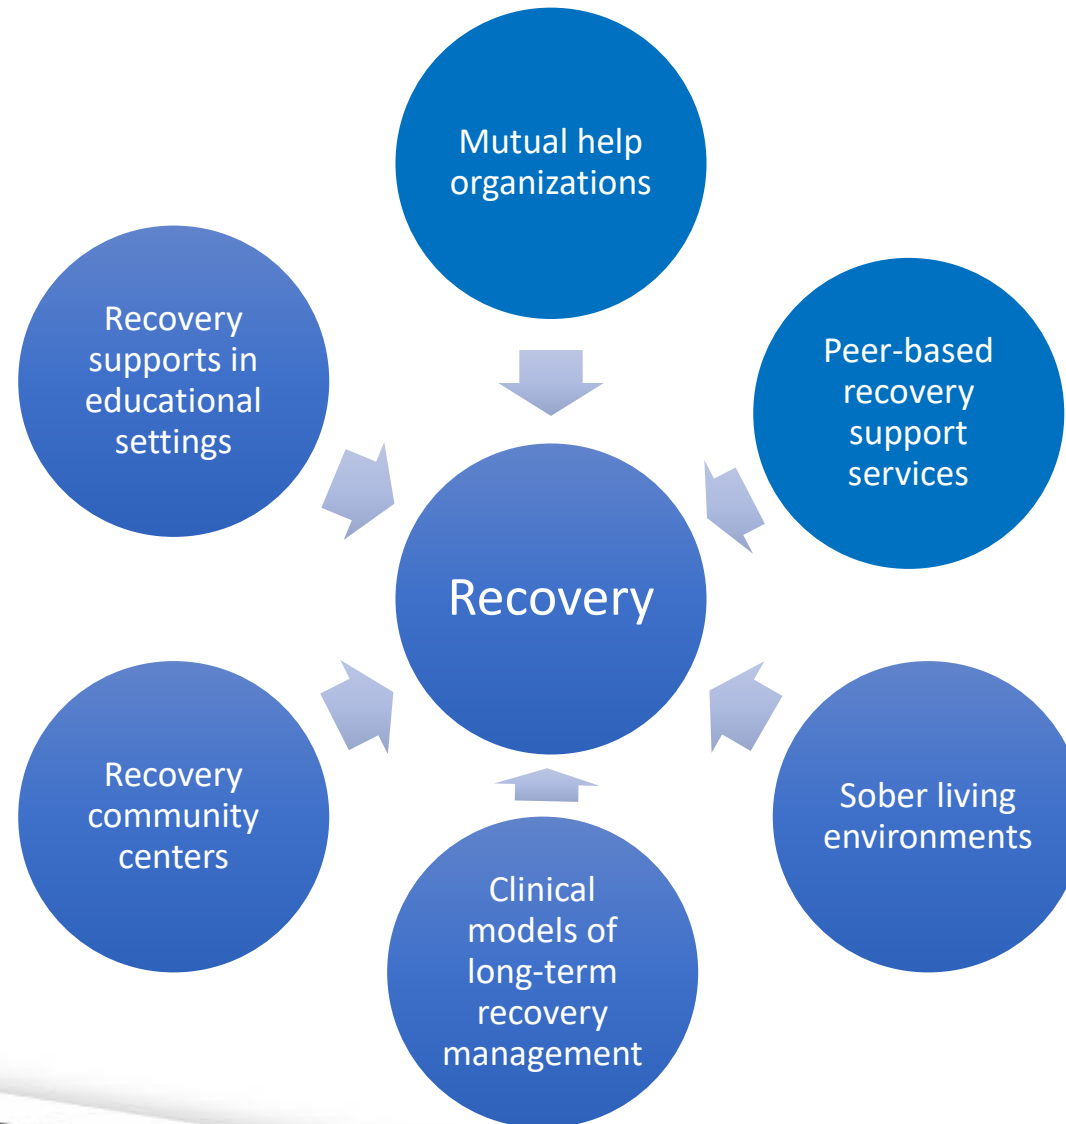 Mutual help
organizations
Recovery
supports in
educational
settings
Peer-based
recovery
support
services
Recovery
Recovery
community
centers
Sober living
environments
Clinical
models of
long-term
recovery
management